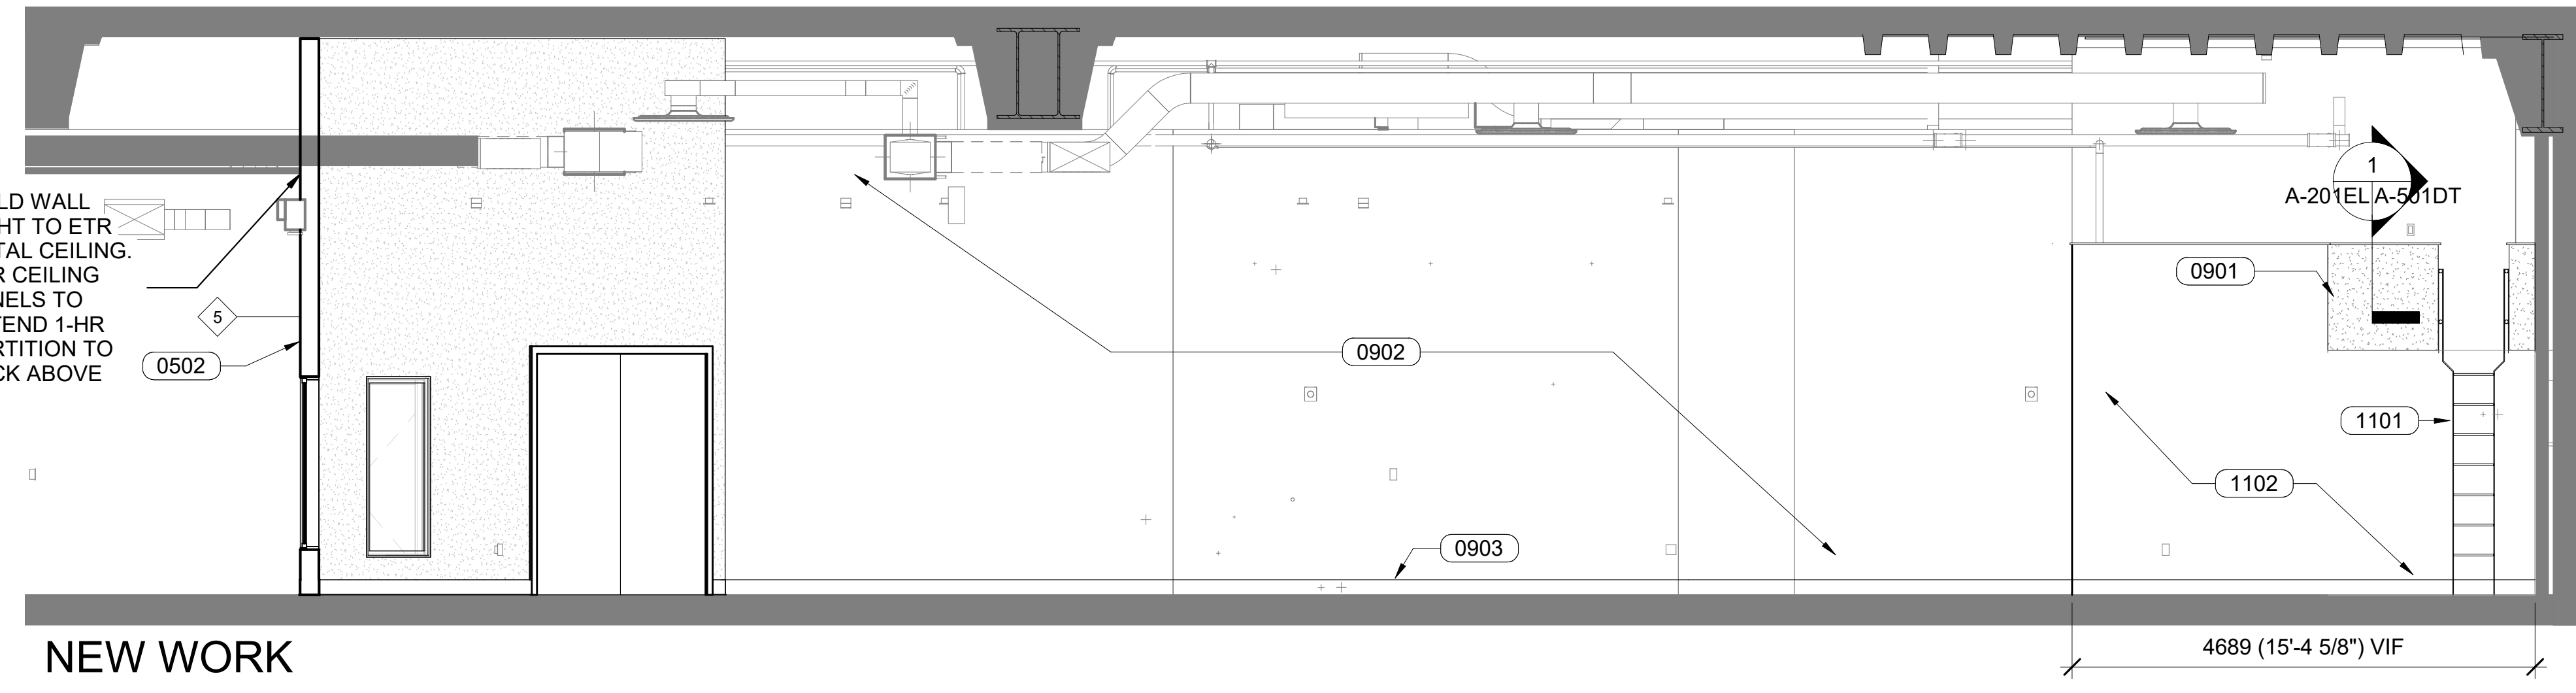 LD WALL
HT TO ETR
TAL CEILING.
R CEILING
NELS TO
TEND 1-HR
RTITION TO
CK ABOVE
5
0502
0902
0903
1
A-201EL A-501DT
0901
1101
1102
4689 (15'-4 5/8") VIF
NEW WORK